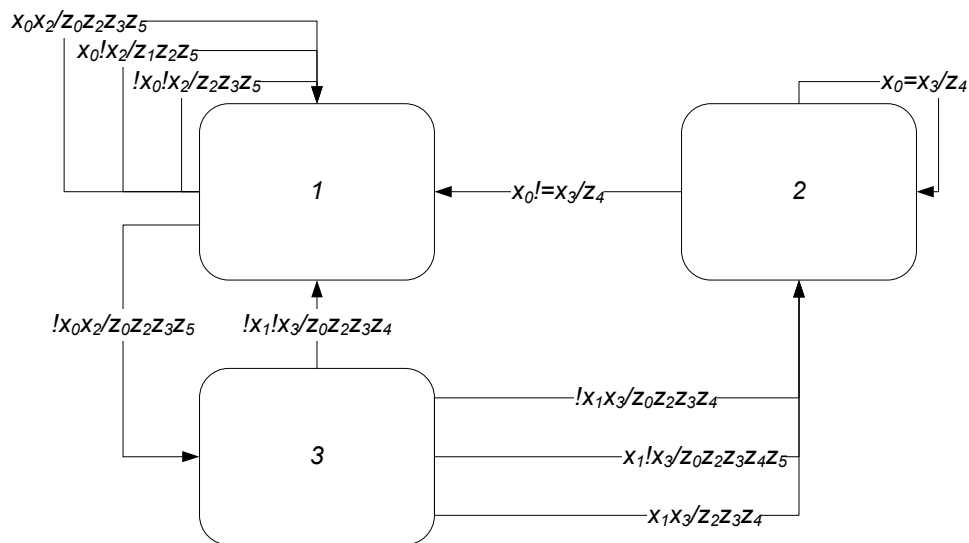 x₀x₂/z₀z₂z₃z₅
x₀!x₂/z₁z₂z₅
!x₀!x₂/z₂z₃z₅
x₀=x₃/z₄
1
x₀!=x₃/z₄
2
!x₀x₂/z₀z₂z₃z₅
!x₁!x₃/z₀z₂z₃z₄
3
!x₁x₃/z₀z₂z₃z₄
x₁!x₃/z₀z₂z₃z₄z₅
x₁x₃/z₂z₃z₄